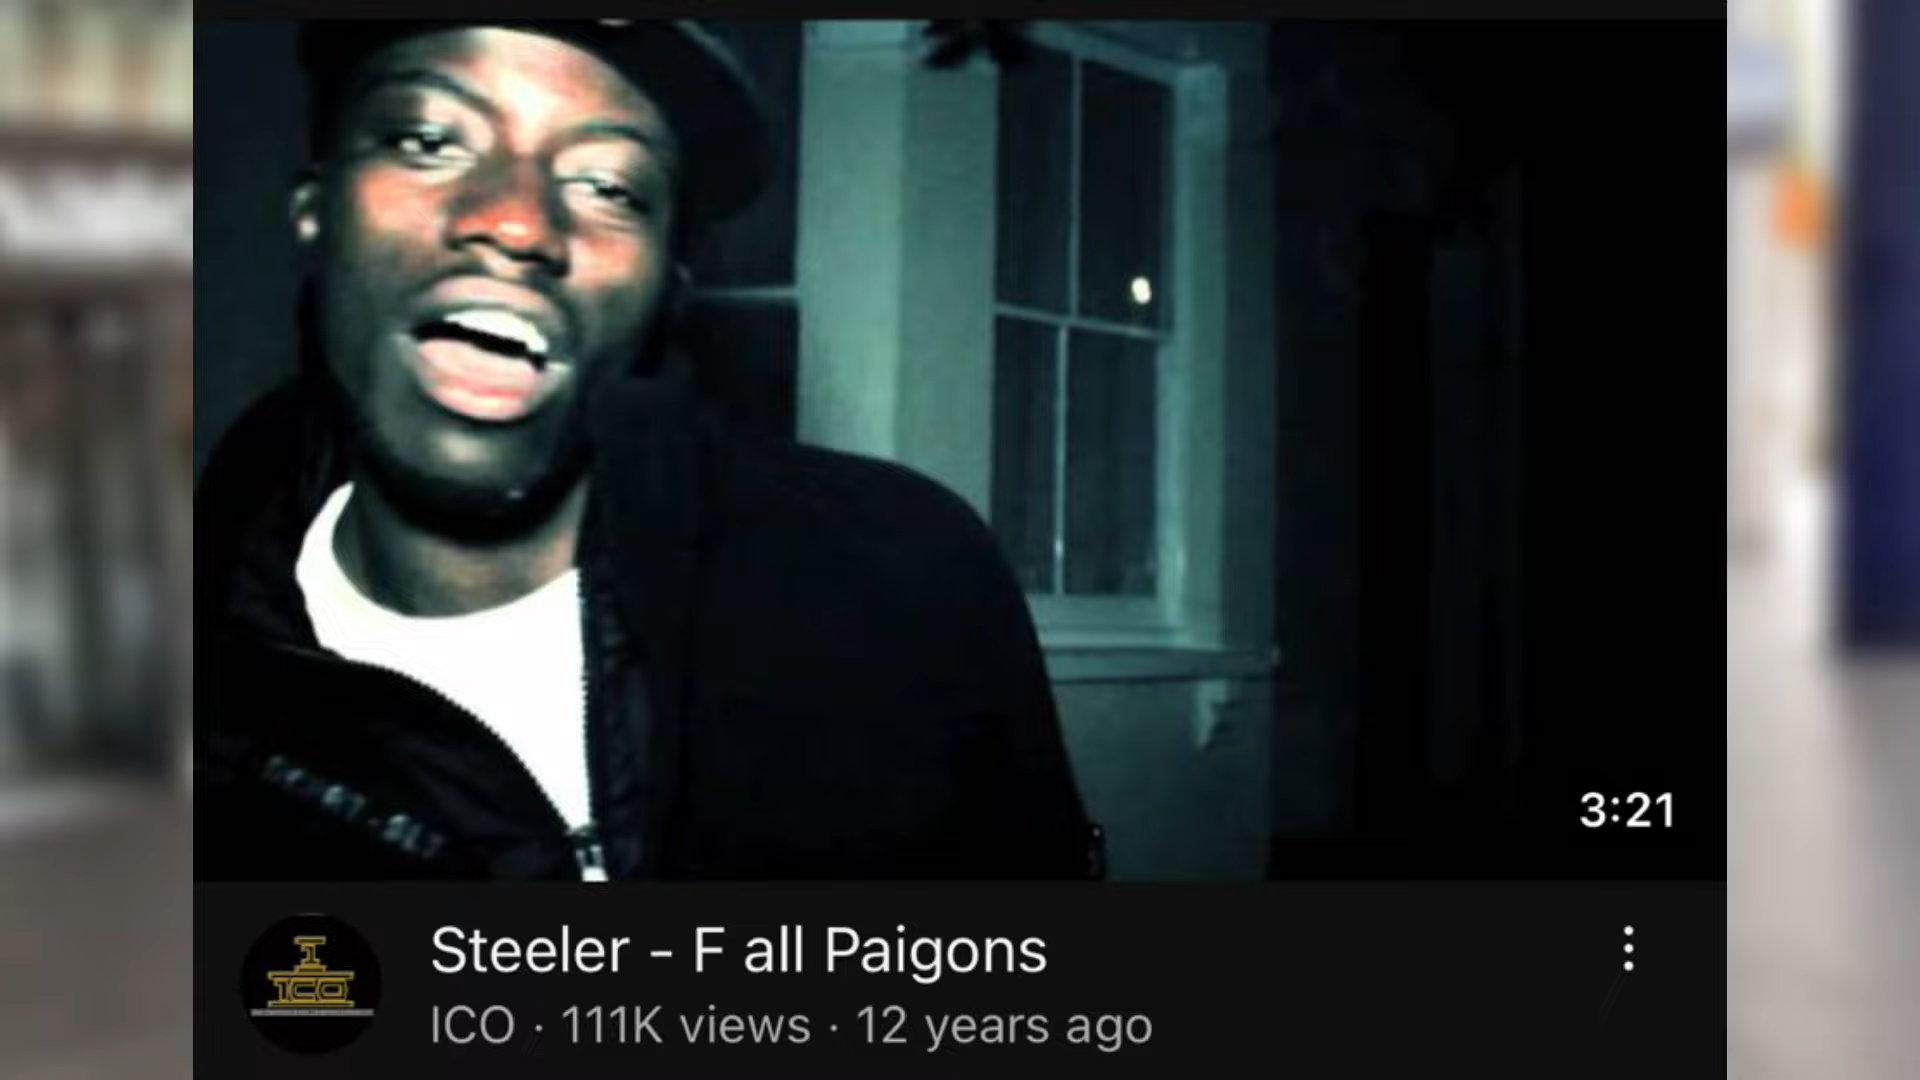 3:21
ICO
Steeler - F all Paigons
ICO · 111K views · 12 years ago